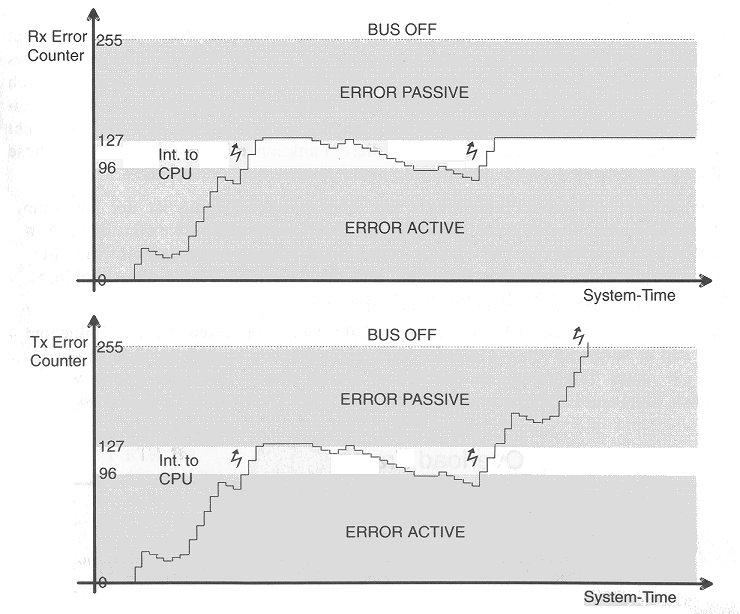 BUS OFF
Rx Error
Counter
255
ERROR PASSIVE
127
Int. to
CPU
96
ERROR ACTIVE
0
System-Time
BUS OFF
Tx Error
Counter
255
ERROR PASSIVE
127
Int. to
CPU
96
ERROR ACTIVE
0
System-Time